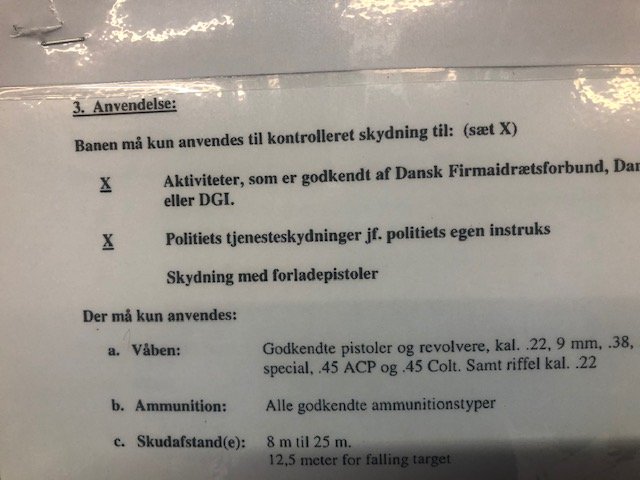 3. Anvendelse:
Banen må kun anvendes til kontrolleret skydning til: (sæt X)
X Aktiviteter, som er godkendt af Dansk Firmaidrætsforbund, Dan
eller DGI.
X Politiets tjenesteskydninger jf. politiets egen instruks
Skydning med forladepistoler
Der må kun anvendes:
a. Våben: Godkendte pistoler og revolvere, kal. .22, 9 mm, .38,
special, .45 ACP og .45 Colt. Samt riffel kal. .22
b. Ammunition: Alle godkendte ammunitionstyper
c. Skudafstand(e): 8 m til 25 m.
12,5 meter for falling target